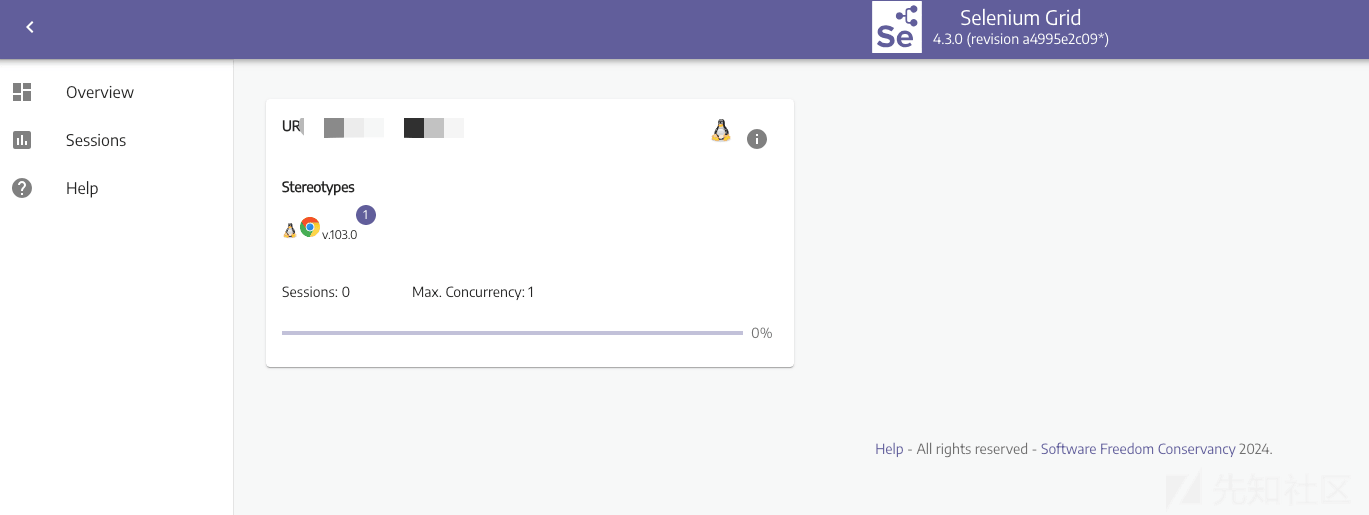 Se
Selenium Grid
4.3.0 (revision a4995e2c09*)
Overview
Sessions
Help
UR
Stereotypes
v.103.0
1
Sessions: 0 Max. Concurrency: 1
0%
Help - All rights reserved - Software Freedom Conservancy 2024.
先知社区